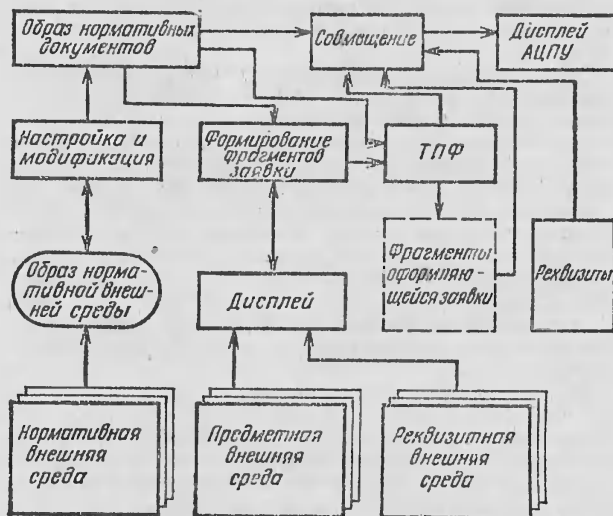 Образ нормативных
документов
Совмощение
Дисплей
АЦПУ
Настройка и
модификация
Формирование
фрагментов
заявки
ТПФ
Образ норма-
тивной внеш-
ней среды
Дисплей
Фрагменты
оформляю-
щейся заявки
Реквизиты
Нормативная
внешняя
среда
Предметная
внешняя
среда
Реквизитная
внешняя
среда